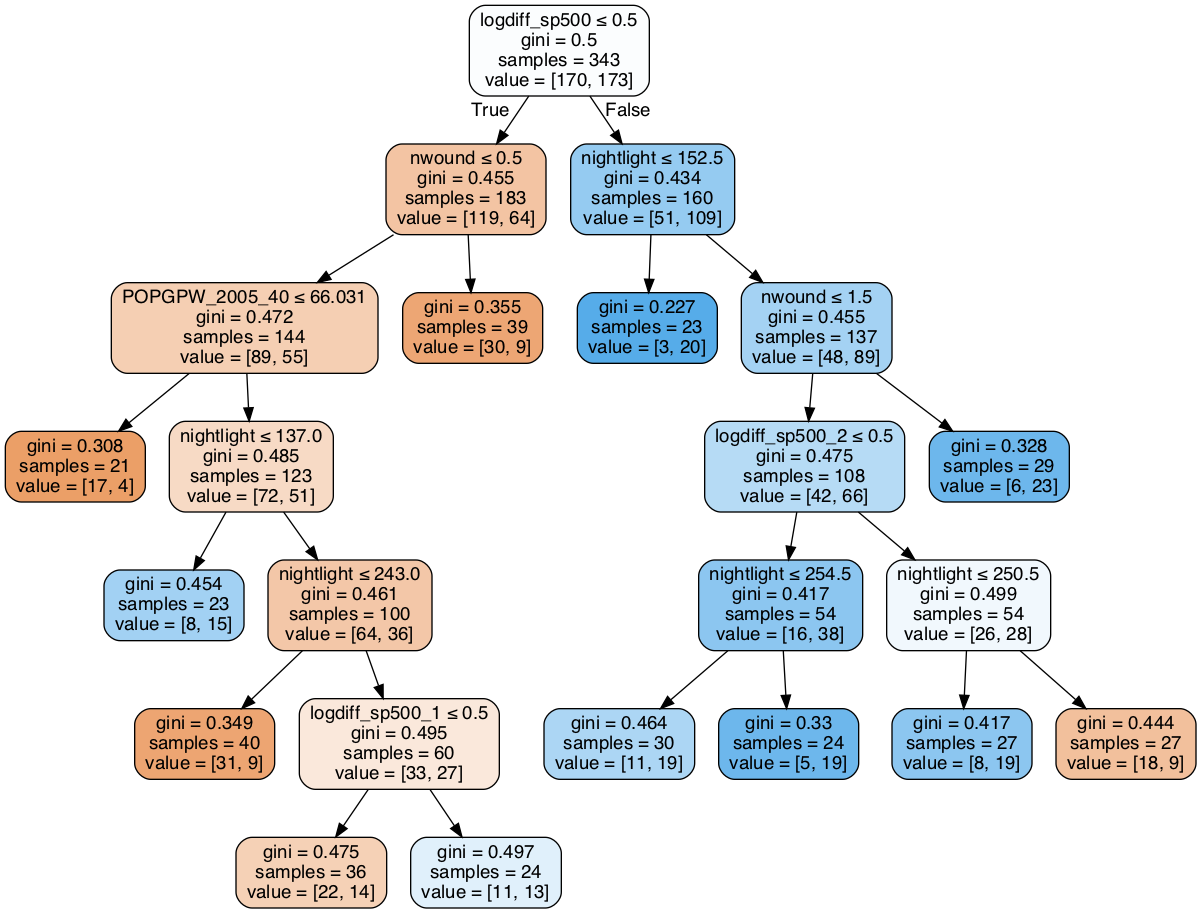 logdiff_sp500 ≤ 0.5
gini = 0.5
samples = 343
value = [170, 173]
True
False
nwound ≤ 0.5
gini = 0.455
samples = 183
value = [119, 64]
nightlight ≤ 152.5
gini = 0.434
samples = 160
value = [51, 109]
POPGPW_2005_40 ≤ 66.031
gini = 0.472
samples = 144
value = [89, 55]
gini = 0.355
samples = 39
value = [30, 9]
gini = 0.227
samples = 23
value = [3, 20]
nwound ≤ 1.5
gini = 0.455
samples = 137
value = [48, 89]
gini = 0.308
samples = 21
value = [17, 4]
nightlight ≤ 137.0
gini = 0.485
samples = 123
value = [72, 51]
logdiff_sp500_2 ≤ 0.5
gini = 0.475
samples = 108
value = [42, 66]
gini = 0.328
samples = 29
value = [6, 23]
gini = 0.454
samples = 23
value = [8, 15]
nightlight ≤ 243.0
gini = 0.461
samples = 100
value = [64, 36]
nightlight ≤ 254.5
gini = 0.417
samples = 54
value = [16, 38]
nightlight ≤ 250.5
gini = 0.499
samples = 54
value = [26, 28]
gini = 0.349
samples = 40
value = [31, 9]
logdiff_sp500_1 ≤ 0.5
gini = 0.495
samples = 60
value = [33, 27]
gini = 0.464
samples = 30
value = [11, 19]
gini = 0.33
samples = 24
value = [5, 19]
gini = 0.417
samples = 27
value = [8, 19]
gini = 0.444
samples = 27
value = [18, 9]
gini = 0.475
samples = 36
value = [22, 14]
gini = 0.497
samples = 24
value = [11, 13]